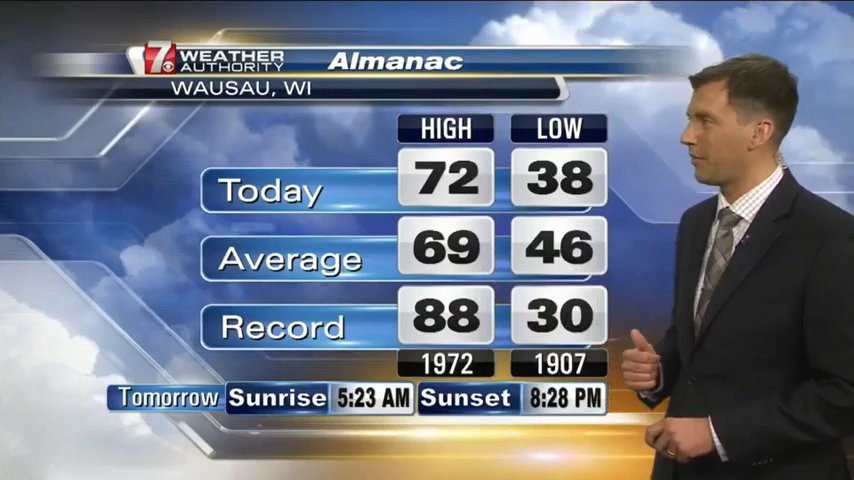 7 WEATHER AUTHORITY Almanac
WAUSAU, WI
HIGH LOW
Today 72 38
Average 69 46
Record 88 30
1972 1907
Tomorrow Sunrise 5:23 AM Sunset 8:28 PM